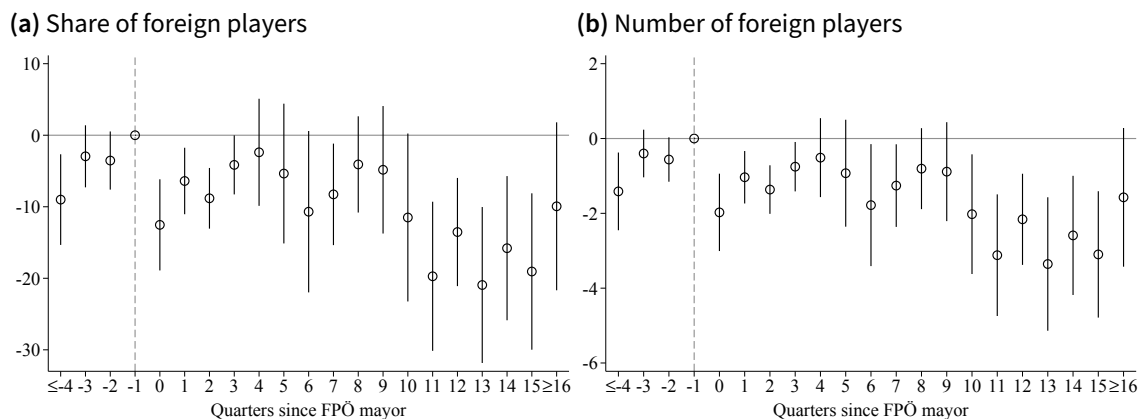 (a) Share of foreign players
10
0
-10
-20
-30
≤-4 -3 -2 -1 0 1 2 3 4 5 6 7 8 9 10 11 12 13 14 15 ≥16
Quarters since FPÖ mayor
(b) Number of foreign players
2
0
-2
-4
-6
≤-4 -3 -2 -1 0 1 2 3 4 5 6 7 8 9 10 11 12 13 14 15 ≥16
Quarters since FPÖ mayor